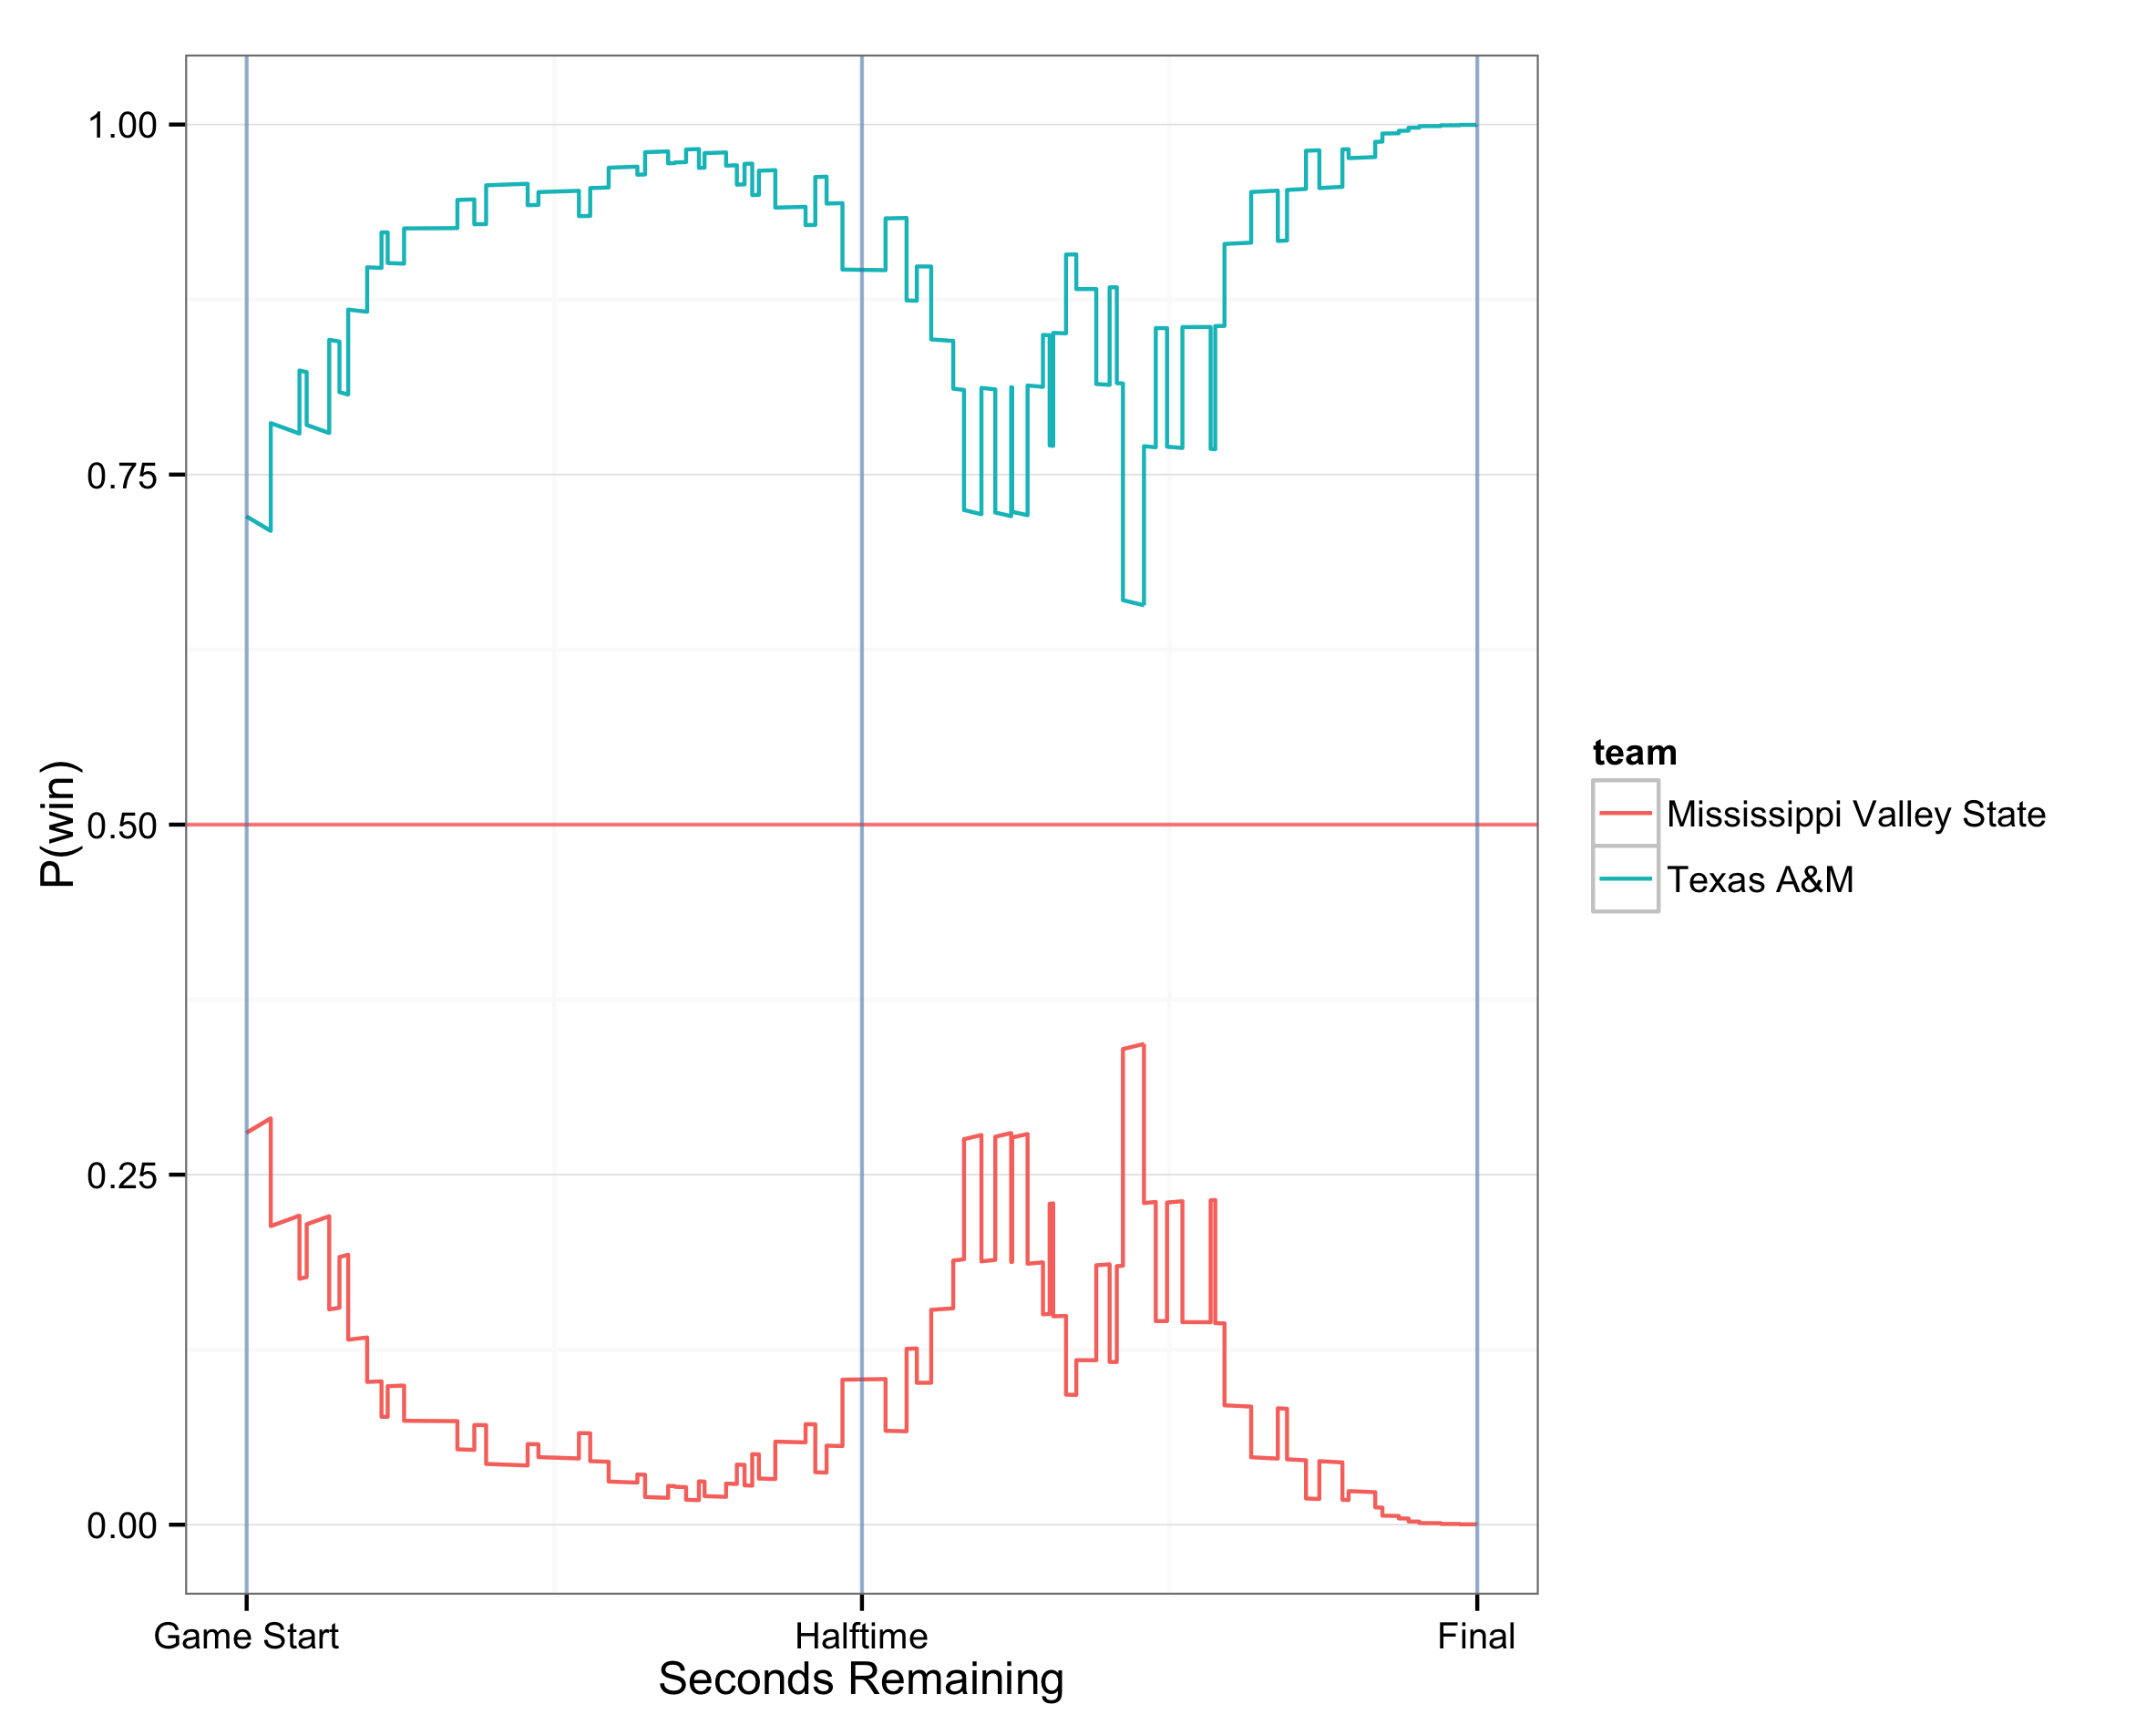 1.00
0.75
0.50
0.25
0.00
P(win)
Game Start
Halftime
Final
Seconds Remaining
team
Mississippi Valley State
Texas A&M